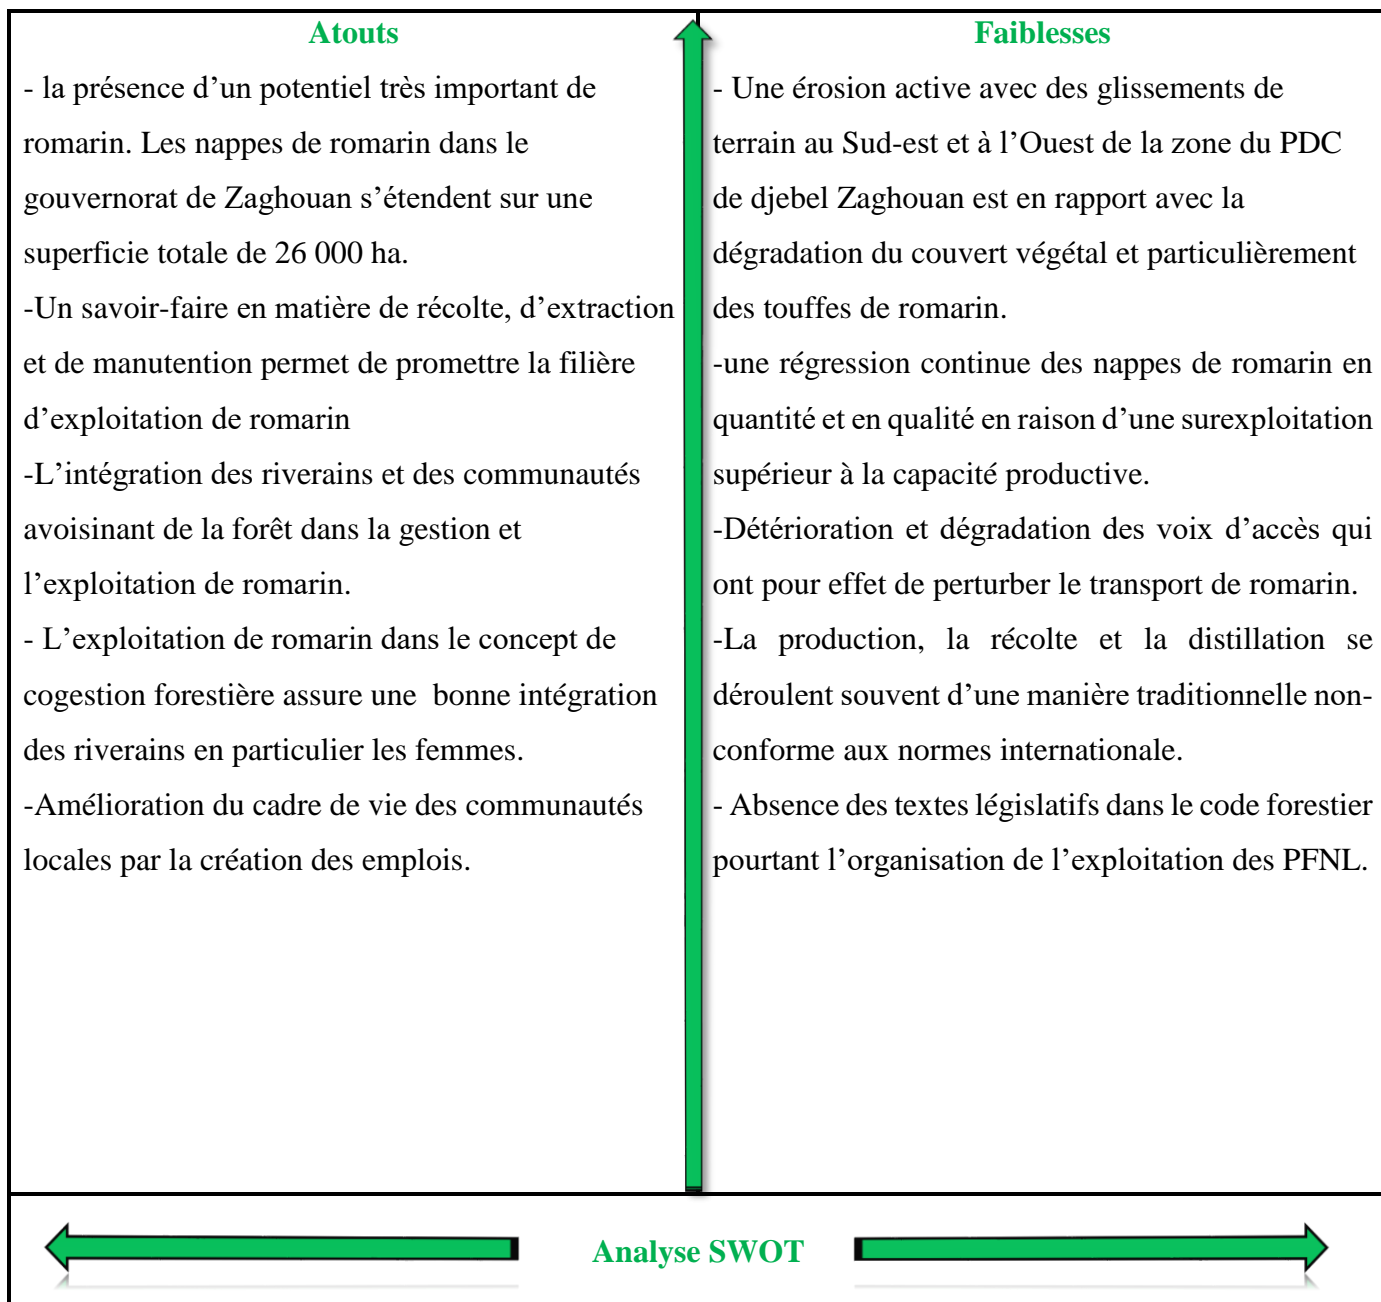 Atouts
- la présence d’un potentiel très important de
romarin. Les nappes de romarin dans le
gouvernorat de Zaghouan s’étendent sur une
superficie totale de 26 000 ha.
-Un savoir-faire en matière de récolte, d’extraction
et de manutention permet de promettre la filière
d’exploitation de romarin
-L’intégration des riverains et des communautés
avoisinant de la forêt dans la gestion et
l’exploitation de romarin.
- L’exploitation de romarin dans le concept de
cogestion forestière assure une bonne intégration
des riverains en particulier les femmes.
-Amélioration du cadre de vie des communautés
locales par la création des emplois.
Faiblesses
- Une érosion active avec des glissements de
terrain au Sud-est et à l’Ouest de la zone du PDC
de djebel Zaghouan est en rapport avec la
dégradation du couvert végétal et particulièrement
des touffes de romarin.
-une régression continue des nappes de romarin en
quantité et en qualité en raison d’une surexploitation
supérieur à la capacité productive.
-Détérioration et dégradation des voix d’accès qui
ont pour effet de perturber le transport de romarin.
-La production, la récolte et la distillation se
déroulent souvent d’une manière traditionnelle non-
conforme aux normes internationale.
- Absence des textes législatifs dans le code forestier
pourtant l’organisation de l’exploitation des PFNL.
Analyse SWOT